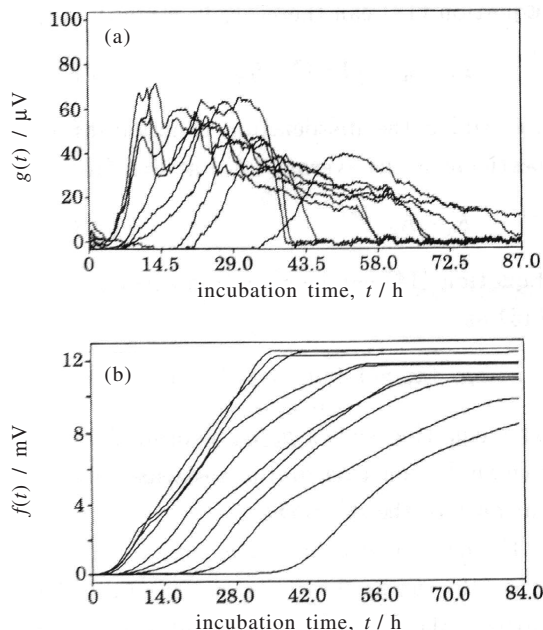 (a)
100
80
60
40
20
0
g(t) / µV
0 14.5 29.0 43.5 58.0 72.5 87.0
incubation time, t / h
(b)
12
8
4
0
f(t) / mV
0 14.0 28.0 42.0 56.0 70.0 84.0
incubation time, t / h